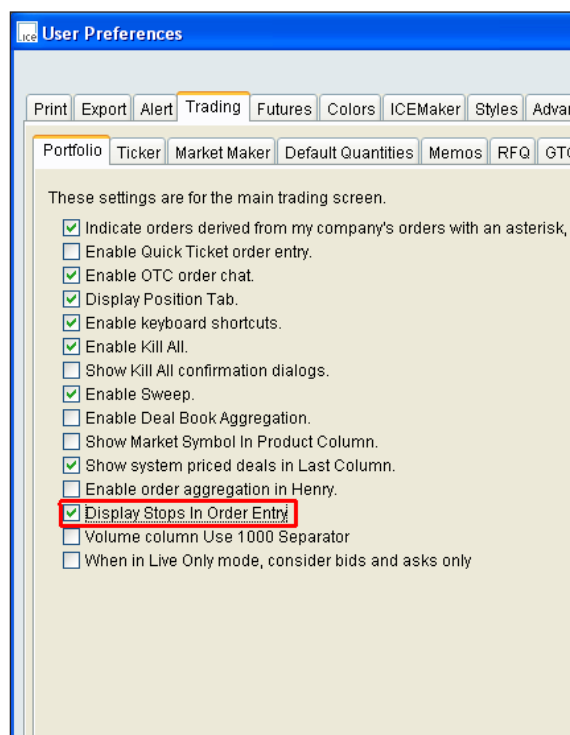 ice User Preferences
Print Export Alert Trading Futures Colors ICEMaker Styles
Portfolio Ticker Market Maker Default Quantities Memos RFQ
These settings are for the main trading screen.
Indicate orders derived from my company's orders with an asterisk,
Enable Quick Ticket order entry.
Enable OTC order chat.
Display Position Tab.
Enable keyboard shortcuts.
Enable Kill All.
Show Kill All confirmation dialogs.
Enable Sweep.
Enable Deal Book Aggregation.
Show Market Symbol In Product Column.
Show system priced deals in Last Column.
Enable order aggregation in Henry.
Display Stops In Order Entry
Volume column Use 1000 Separator
When in Live Only mode, consider bids and asks only